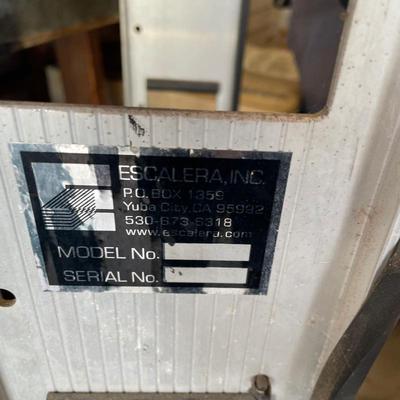 ESCALERA, INC.
P.O. BOX 1359
Yuba City, CA 95992
530-673-6318
www.escalera.com
MODEL No.
SERIAL No.